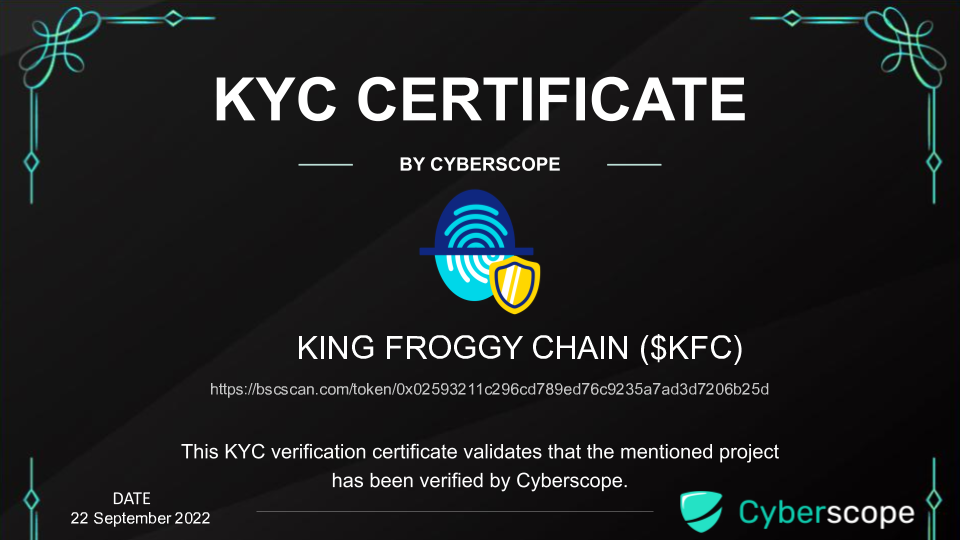 KYC CERTIFICATE
BY CYBERSCOPE
KING FROGGY CHAIN ($KFC)
https://bscscan.com/token/0x02593211c296cd789ed76c9235a7ad3d7206b25d
This KYC verification certificate validates that the mentioned project
has been verified by Cyberscope.
DATE
22 September 2022
Cyberscope